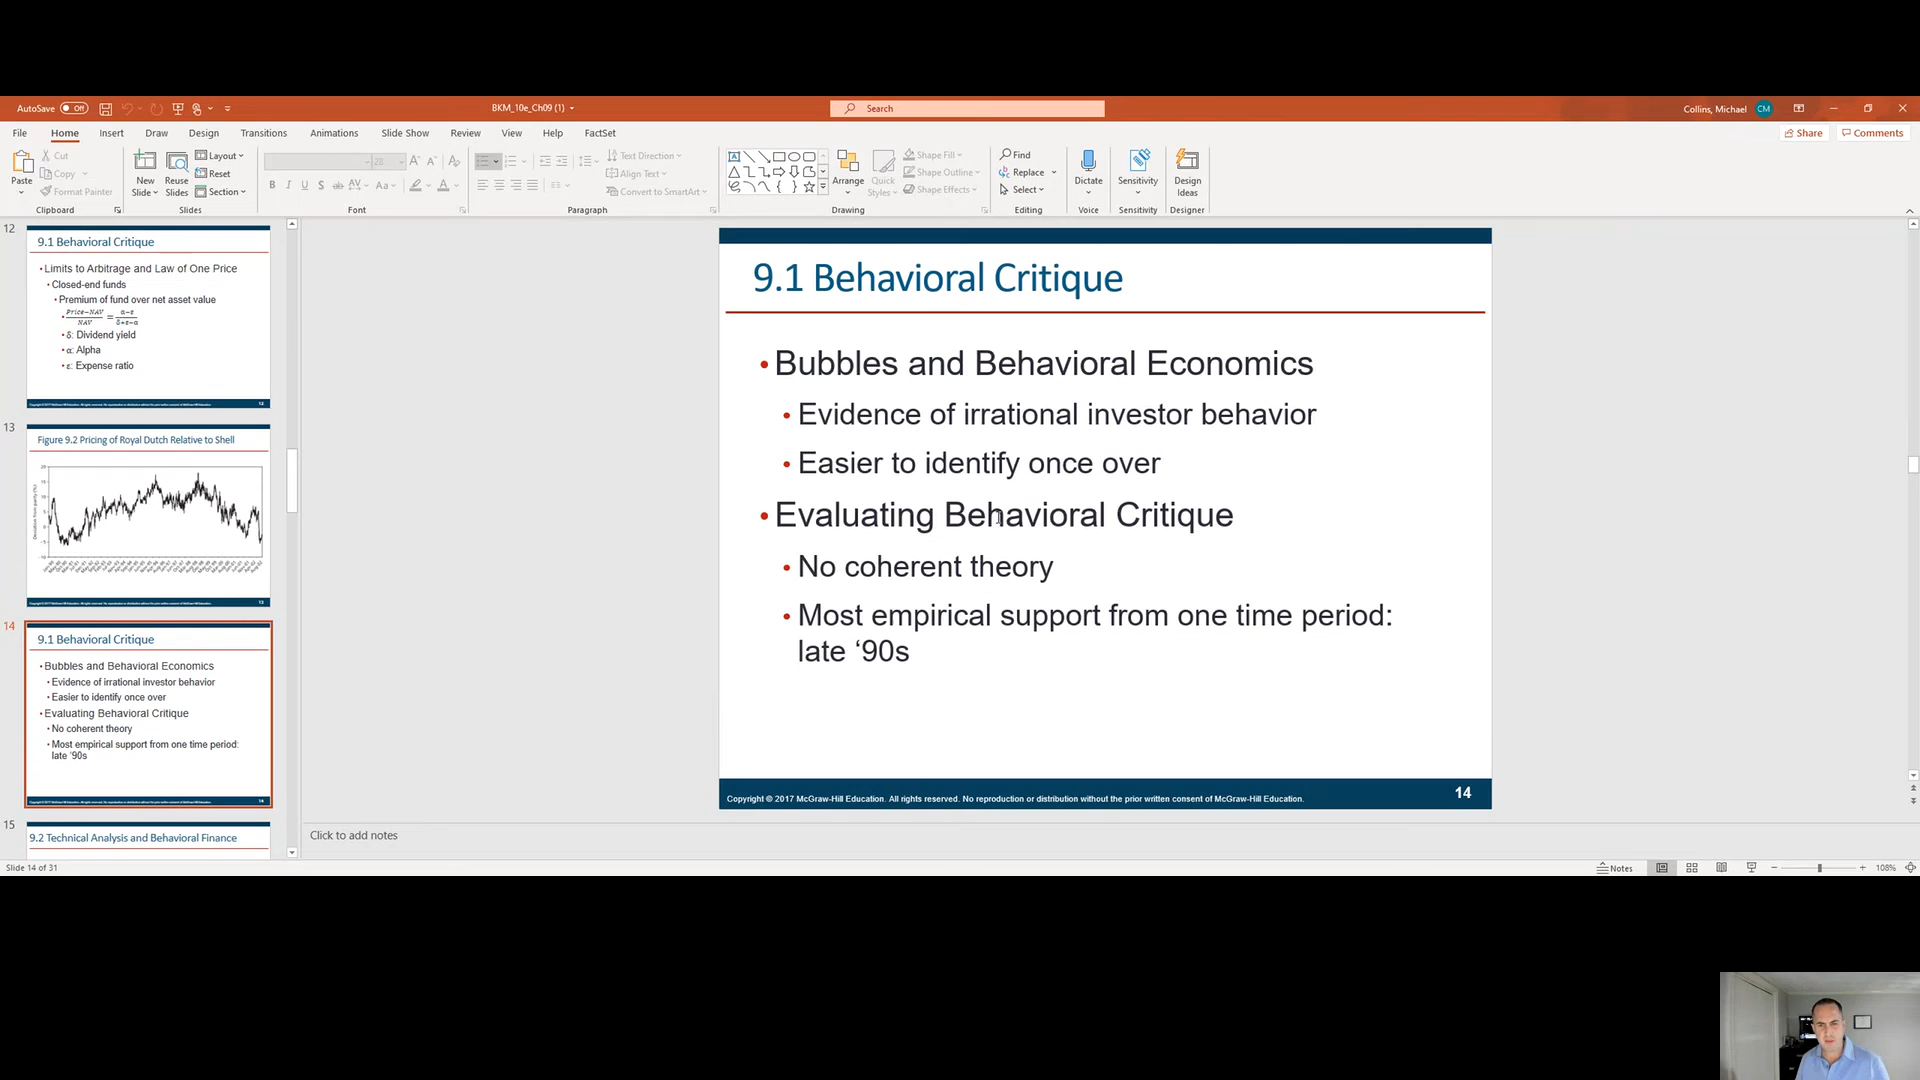 AutoSave Off
BKM_10e_Ch09 (1)
Search
Collins, Michael CM
File Home Insert Draw Design Transitions Animations Slide Show Review View Help FactSet
Share Comments
Paste
Cut
Copy
Format Painter
Clipboard
New Slide
Reuse Slides
Layout
Reset
Section
Slides
28
Font
Text Direction
Align Text
Convert to SmartArt
Paragraph
Arrange
Quick Styles
Shape Fill
Shape Outline
Shape Effects
Drawing
Find
Replace
Select
Editing
Dictate
Voice
Sensitivity
Sensitivity
Design Ideas
Designer
12
9.1 Behavioral Critique
•Limits to Arbitrage and Law of One Price
• Closed-end funds
• Premium of fund over net asset value
• δ: Dividend yield
• α: Alpha
• ε: Expense ratio
12
13
Figure 9.2 Pricing of Royal Dutch Relative to Shell
Deviation from parity (%)
13
14
9.1 Behavioral Critique
•Bubbles and Behavioral Economics
• Evidence of irrational investor behavior
• Easier to identify once over
•Evaluating Behavioral Critique
• No coherent theory
• Most empirical support from one time period:
late ‘90s
14
15
9.2 Technical Analysis and Behavioral Finance
9.1 Behavioral Critique
•Bubbles and Behavioral Economics
• Evidence of irrational investor behavior
• Easier to identify once over
•Evaluating Behavioral Critique
• No coherent theory
• Most empirical support from one time period:
late ‘90s
Copyright © 2017 McGraw-Hill Education. All rights reserved. No reproduction or distribution without the prior written consent of McGraw-Hill Education.
14
Click to add notes
Slide 14 of 31
Notes
108%